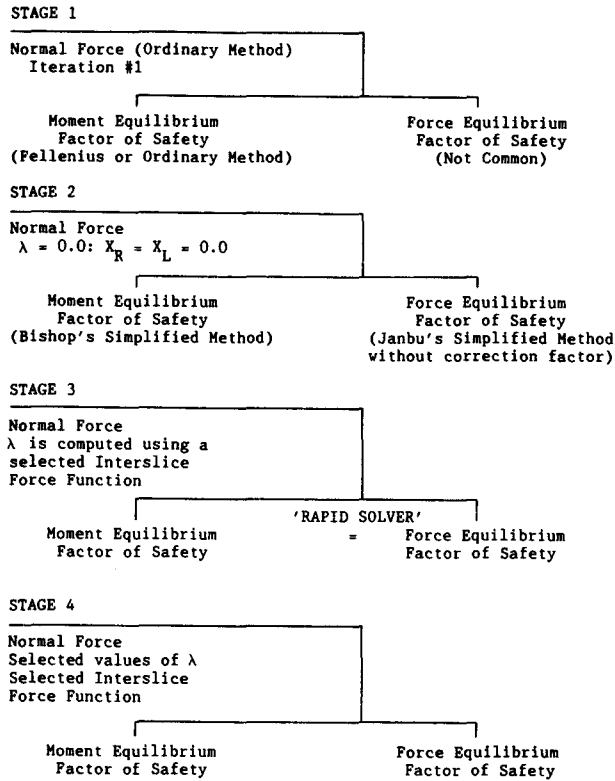 STAGE 1
Normal Force (Ordinary Method)
Iteration #1
Moment Equilibrium
Factor of Safety
(Fellenius or Ordinary Method)
Force Equilibrium
Factor of Safety
(Not Common)
STAGE 2
Normal Force
λ = 0.0: X_R = X_L = 0.0
Moment Equilibrium
Factor of Safety
(Bishop's Simplified Method)
Force Equilibrium
Factor of Safety
(Janbu's Simplified Method
without correction factor)
STAGE 3
Normal Force
λ is computed using a
selected Interslice
Force Function
'RAPID SOLVER'
=
Moment Equilibrium
Factor of Safety
Force Equilibrium
Factor of Safety
STAGE 4
Normal Force
Selected values of λ
Selected Interslice
Force Function
Moment Equilibrium
Factor of Safety
Force Equilibrium
Factor of Safety